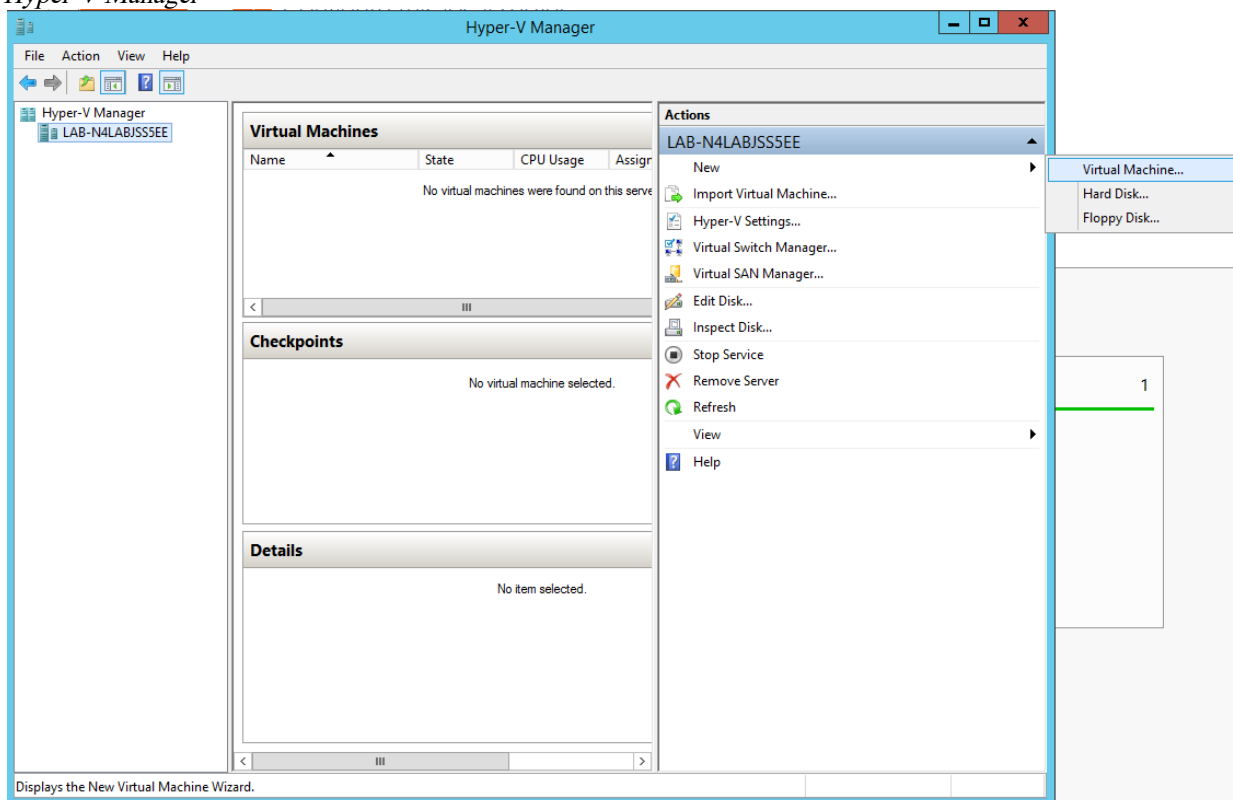 Hyper-V Manager
Hyper-V Manager
File Action View Help
Hyper-V Manager
LAB-N4LABJSS5EE
Virtual Machines
Name State CPU Usage Assigr
No virtual machines were found on this serve
Checkpoints
No virtual machine selected.
Details
No item selected.
Actions
LAB-N4LABJSS5EE
New
Import Virtual Machine...
Hyper-V Settings...
Virtual Switch Manager...
Virtual SAN Manager...
Edit Disk...
Inspect Disk...
Stop Service
Remove Server
Refresh
View
Help
Virtual Machine...
Hard Disk...
Floppy Disk...
1
Displays the New Virtual Machine Wizard.